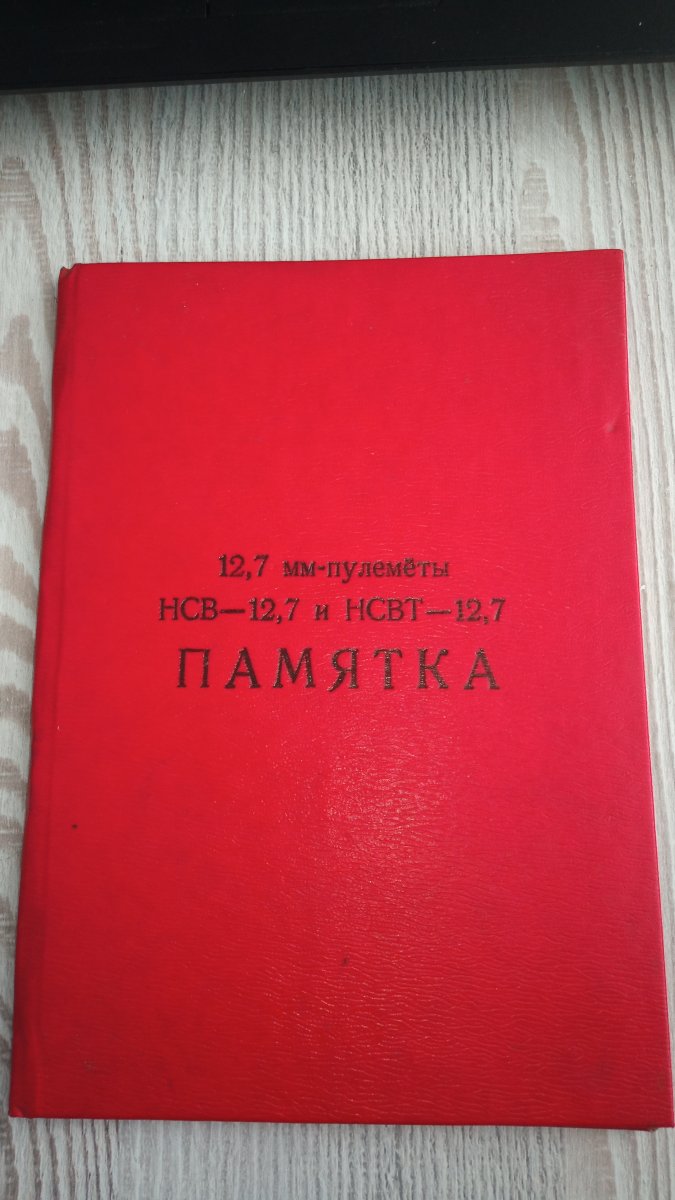 12,7 мм-пулемёты
НСВ—12,7 и НСВТ—12,7
ПАМЯТКА